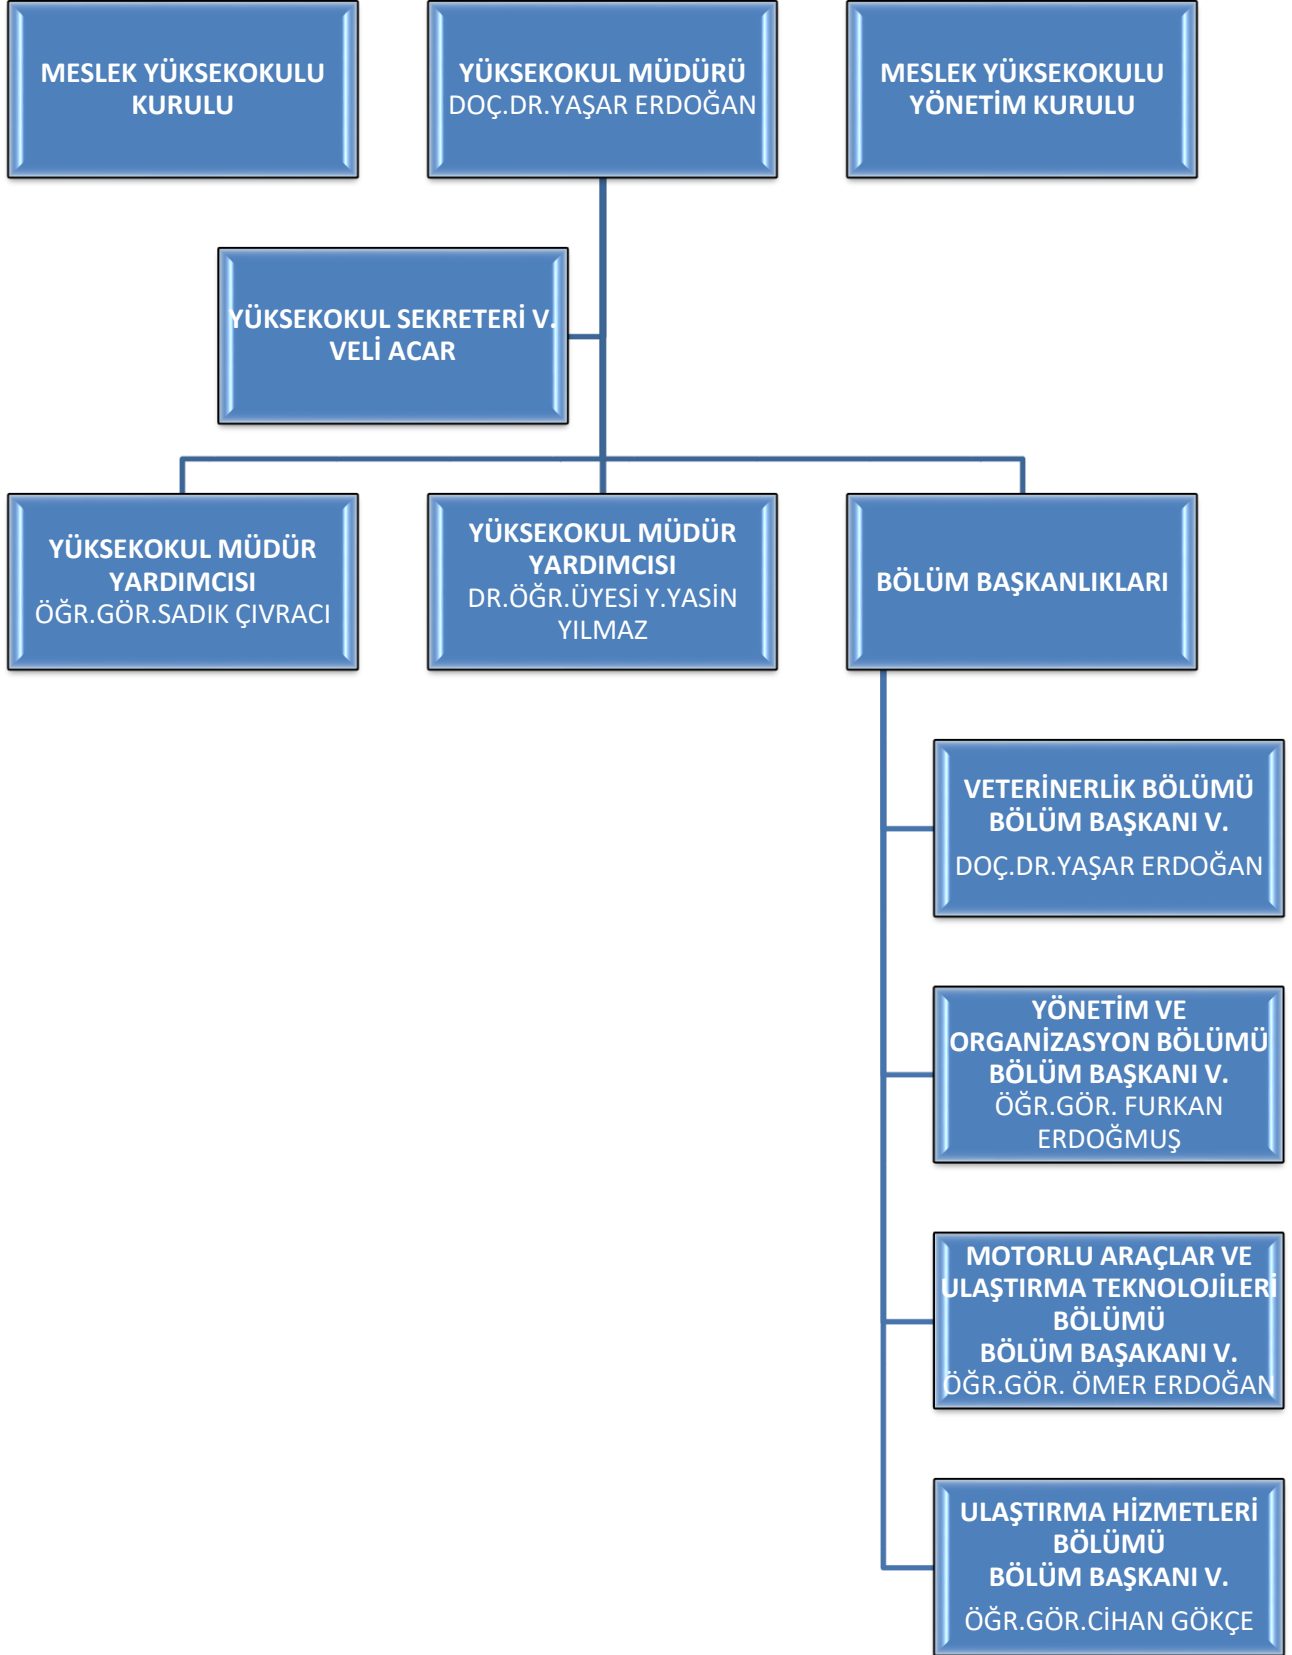 MESLEK YÜKSEKOKULU
KURULU
YÜKSEKOKUL MÜDÜRÜ
DOÇ.DR.YAŞAR ERDOĞAN
MESLEK YÜKSEKOKULU
YÖNETİM KURULU
YÜKSEKOKUL SEKRETERİ V.
VELİ ACAR
YÜKSEKOKUL MÜDÜR
YARDIMCISI
ÖĞR.GÖR.SADIK ÇIVRACI
YÜKSEKOKUL MÜDÜR
YARDIMCISI
DR.ÖĞR.ÜYESİ Y.YASİN
YILMAZ
BÖLÜM BAŞKANLIKLARI
VETERİNERLİK BÖLÜMÜ
BÖLÜM BAŞKANI V.
DOÇ.DR.YAŞAR ERDOĞAN
YÖNETİM VE
ORGANİZASYON BÖLÜMÜ
BÖLÜM BAŞKANI V.
ÖĞR.GÖR. FURKAN
ERDOĞMUŞ
MOTORLU ARAÇLAR VE
ULAŞTIRMA TEKNOLOJİLERİ
BÖLÜMÜ
BÖLÜM BAŞAKANI V.
ÖĞR.GÖR. ÖMER ERDOĞAN
ULAŞTIRMA HİZMETLERİ
BÖLÜMÜ
BÖLÜM BAŞKANI V.
ÖĞR.GÖR.CİHAN GÖKÇE